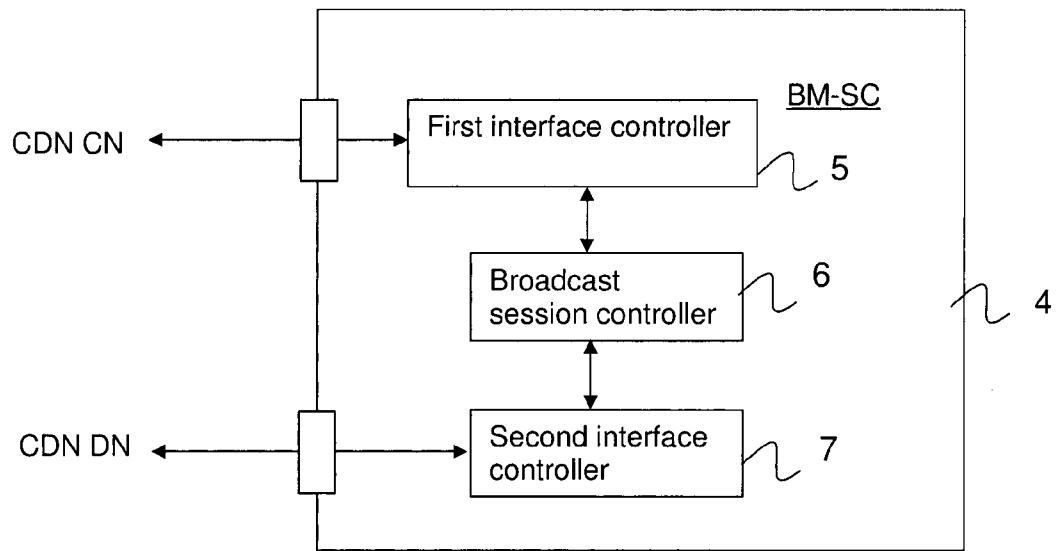 BM-SC
CDN CN
First interface controller
5
Broadcast
session controller
6
4
CDN DN
Second interface
controller
7